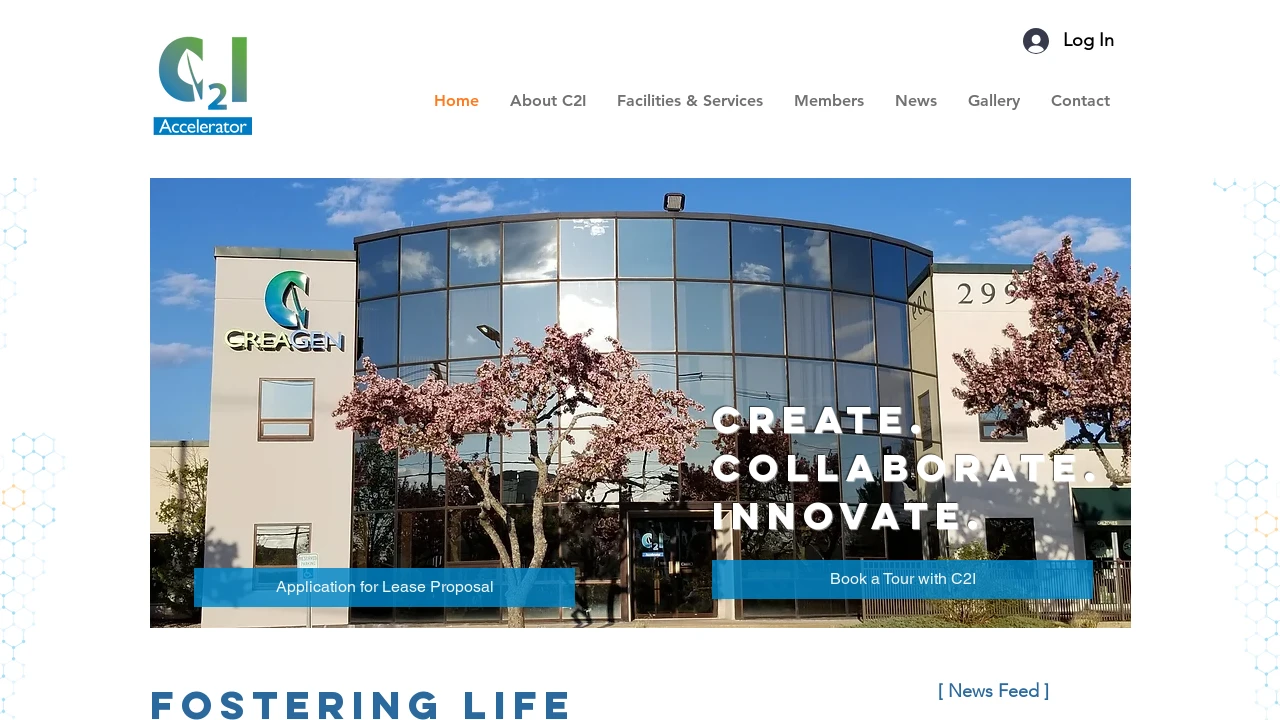 Log In
C2I
Accelerator
Home
About C2I
Facilities & Services
Members
News
Gallery
Contact
CREAGEN
299
CREATE.
COLLABORATE.
INNOVATE.
C2I
Application for Lease Proposal
Book a Tour with C2I
FOSTERING LIFE
[ News Feed ]